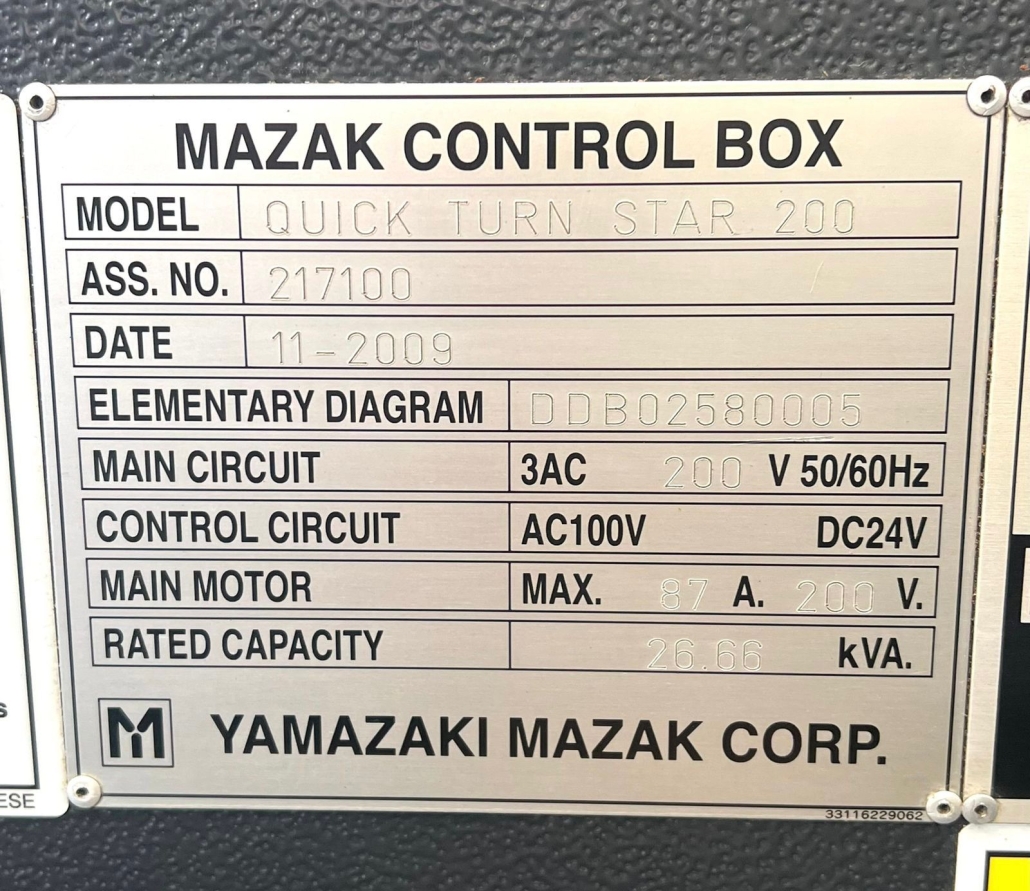 MAZAK CONTROL BOX
MODEL QUICK TURN STAR 200
ASS. NO. 217100
DATE 11-2009
ELEMENTARY DIAGRAM DDB02580005
MAIN CIRCUIT 3AC 200 V 50/60Hz
CONTROL CIRCUIT AC100V DC24V
MAIN MOTOR MAX. 87 A. 200 V.
RATED CAPACITY 26.66 kVA.
M YAMAZAKI MAZAK CORP.
33116229062